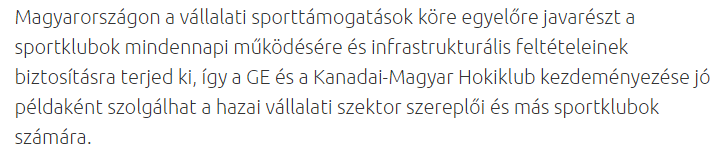 Magyarországon a vállalati sporttámogatások köre egyelőre javarészt a
sportklubok mindennapi működésére és infrastrukturális feltételeinek
biztosításra terjed ki, így a GE és a Kanadai-Magyar Hokiklub kezdeményezése jó
példaként szolgálhat a hazai vállalati szektor szereplői és más sportklubok
számára.